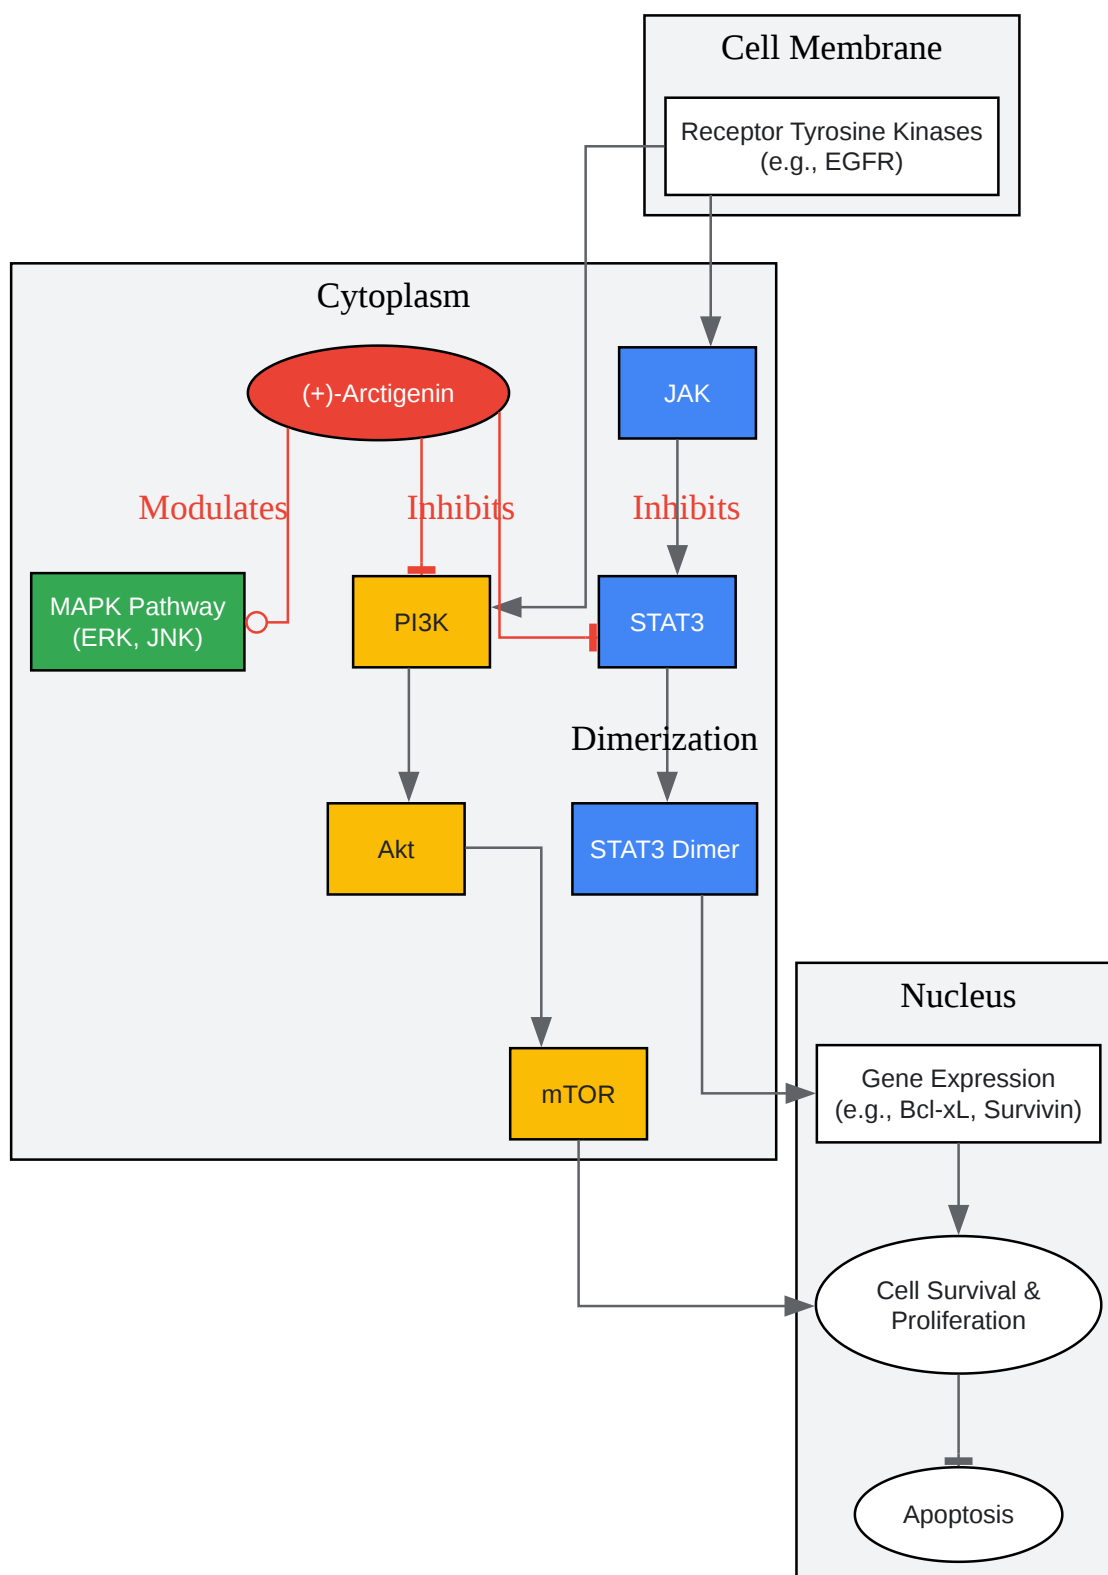 Cell Membrane
Receptor Tyrosine Kinases
(e.g., EGFR)
Cytoplasm
(+)-Arctigenin
JAK
Modulates
Inhibits
Inhibits
MAPK Pathway
(ERK, JNK)
PI3K
STAT3
Dimerization
Akt
STAT3 Dimer
Nucleus
Gene Expression
(e.g., Bcl-xL, Survivin)
mTOR
Cell Survival &
Proliferation
Apoptosis